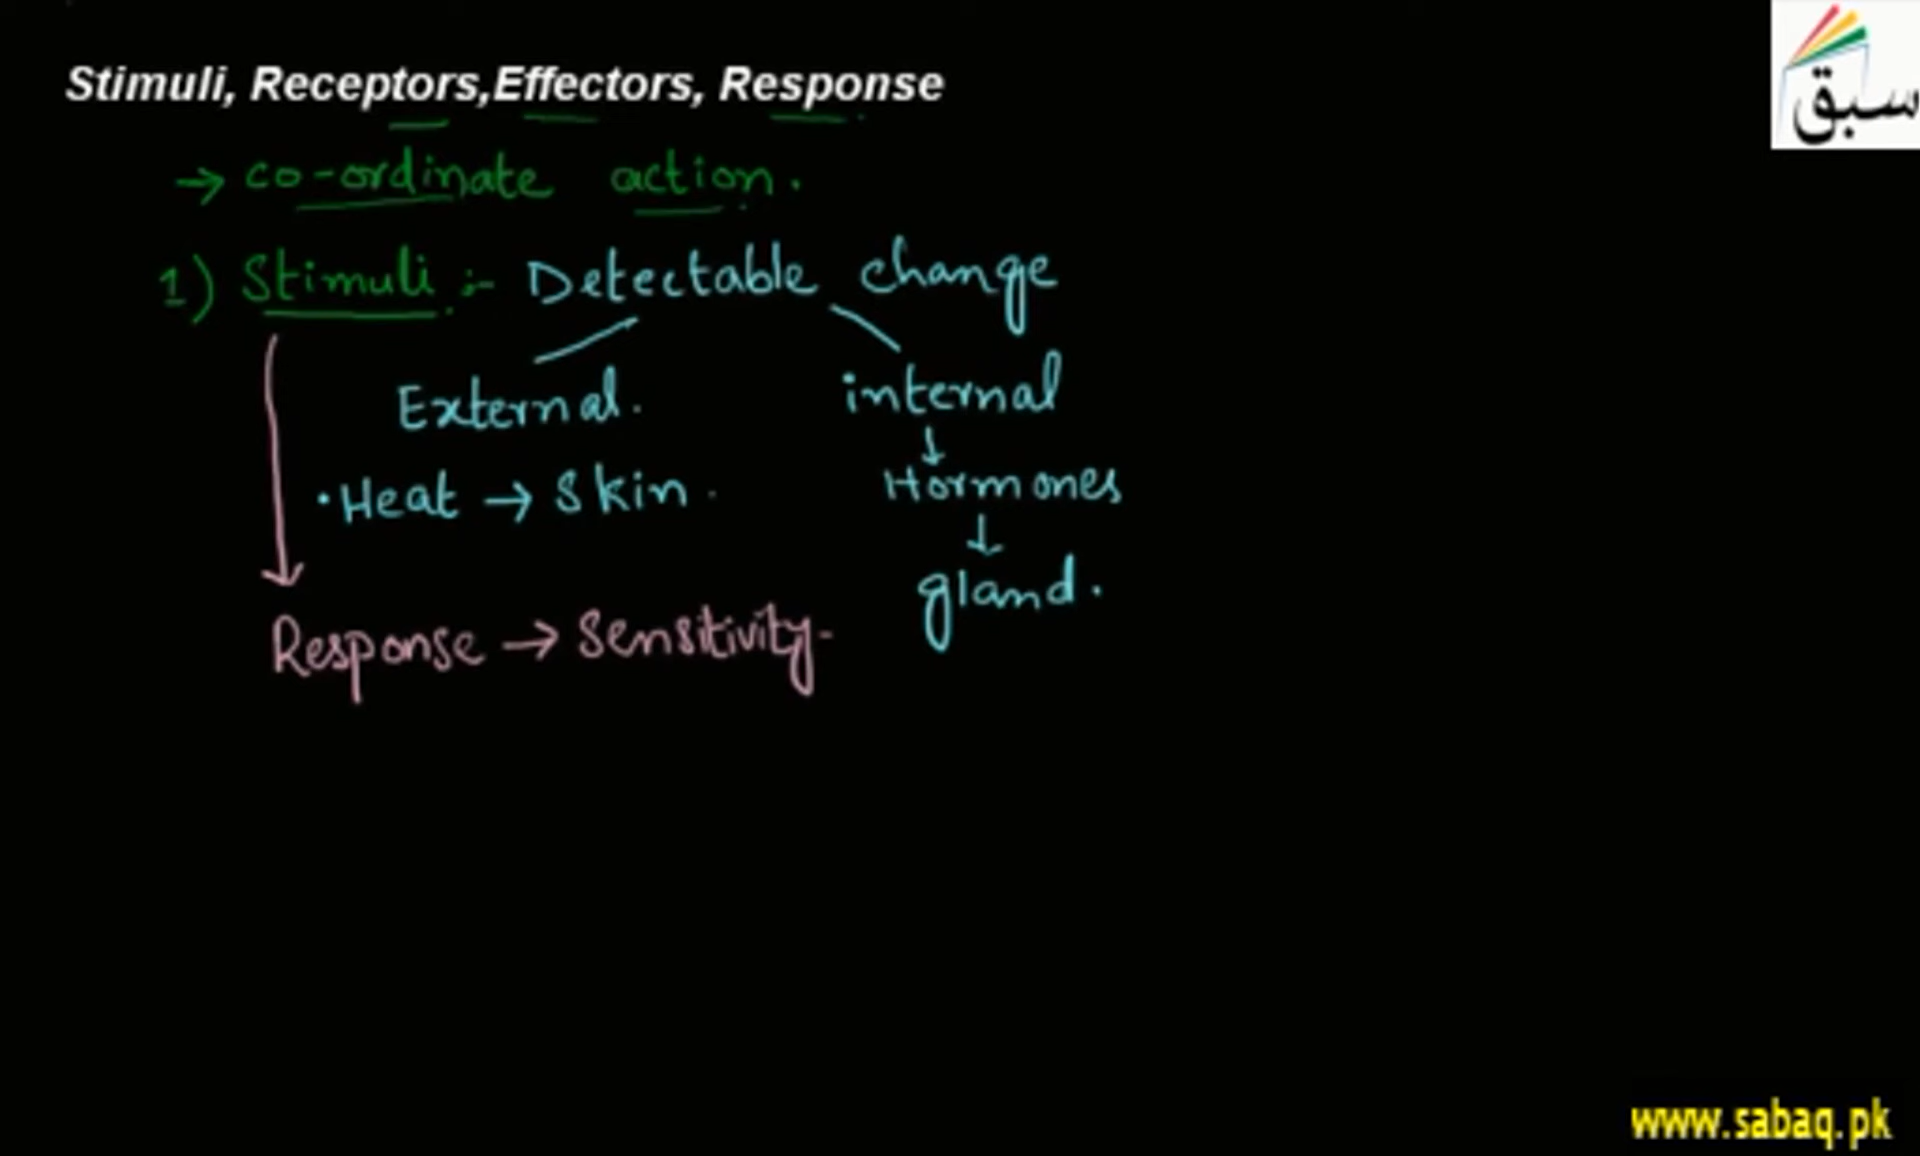 Stimuli, Receptors,Effectors, Response
سبق
→ co-ordinate action.
1) Stimuli :- Detectable change
External. internal
↓
• Heat → Skin. Hormones
↓
gland.
Response → Sensitivity.
www.sabaq.pk